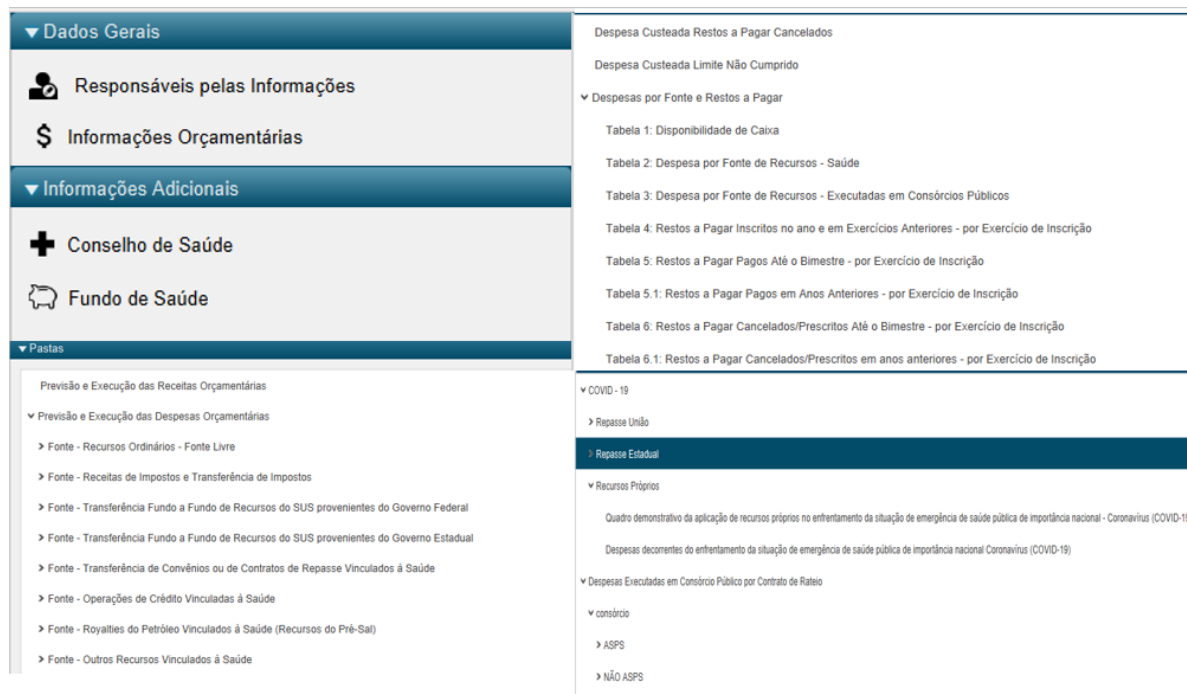 Dados Gerais
Responsáveis pelas Informações
Informações Orçamentárias
Informações Adicionais
Conselho de Saúde
Fundo de Saúde
Pastas
Previsão e Execução das Receitas Orçamentárias
Previsão e Execução das Despesas Orçamentárias
Fonte - Recursos Ordinários - Fonte Livre
Fonte - Receitas de Impostos e Transferência de Impostos
Fonte - Transferência Fundo a Fundo de Recursos do SUS provenientes do Governo Federal
Fonte - Transferência Fundo a Fundo de Recursos do SUS provenientes do Governo Estadual
Fonte - Transferência de Convênios ou de Contratos de Repasse Vinculados à Saúde
Fonte - Operações de Crédito Vinculadas à Saúde
Fonte - Royalties do Petróleo Vinculados à Saúde (Recursos do Pré-Sal)
Fonte - Outros Recursos Vinculados à Saúde
Despesa Custeada Restos a Pagar Cancelados
Despesa Custeada Limite Não Cumprido
Despesas por Fonte e Restos a Pagar
Tabela 1: Disponibilidade de Caixa
Tabela 2: Despesa por Fonte de Recursos - Saúde
Tabela 3: Despesa por Fonte de Recursos - Executadas em Consórcios Públicos
Tabela 4: Restos a Pagar Inscritos no ano e em Exercícios Anteriores - por Exercício de Inscrição
Tabela 5: Restos a Pagar Pagos Até o Bimestre - por Exercício de Inscrição
Tabela 5.1: Restos a Pagar Pagos em Anos Anteriores - por Exercício de Inscrição
Tabela 6: Restos a Pagar Cancelados/Prescritos Até o Bimestre - por Exercício de Inscrição
Tabela 6.1: Restos a Pagar Cancelados/Prescritos em anos anteriores - por Exercício de Inscrição
COVID - 19
Repasse União
Repasse Estadual
Recursos Próprios
Quadro demonstrativo da aplicação de recursos próprios no enfrentamento da situação de emergência de saúde pública de importância nacional - Coronavírus (COVID-19
Despesas decorrentes do enfrentamento da situação de emergência de saúde pública de importância nacional Coronavírus (COVID-19)
Despesas Executadas em Consórcio Público por Contrato de Rateio
consórcio
ASPS
NÃO ASPS